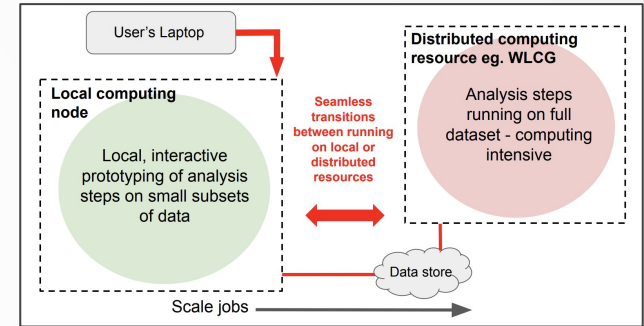 User's Laptop
Distributed computing
resource eg. WLCG
Local computing
node
Seamless
transitions
between running
on local or
distributed
resources
Analysis steps
running on full
dataset - computing
intensive
Local, interactive
prototyping of analysis
steps on small subsets
of data
Data store
Scale jobs